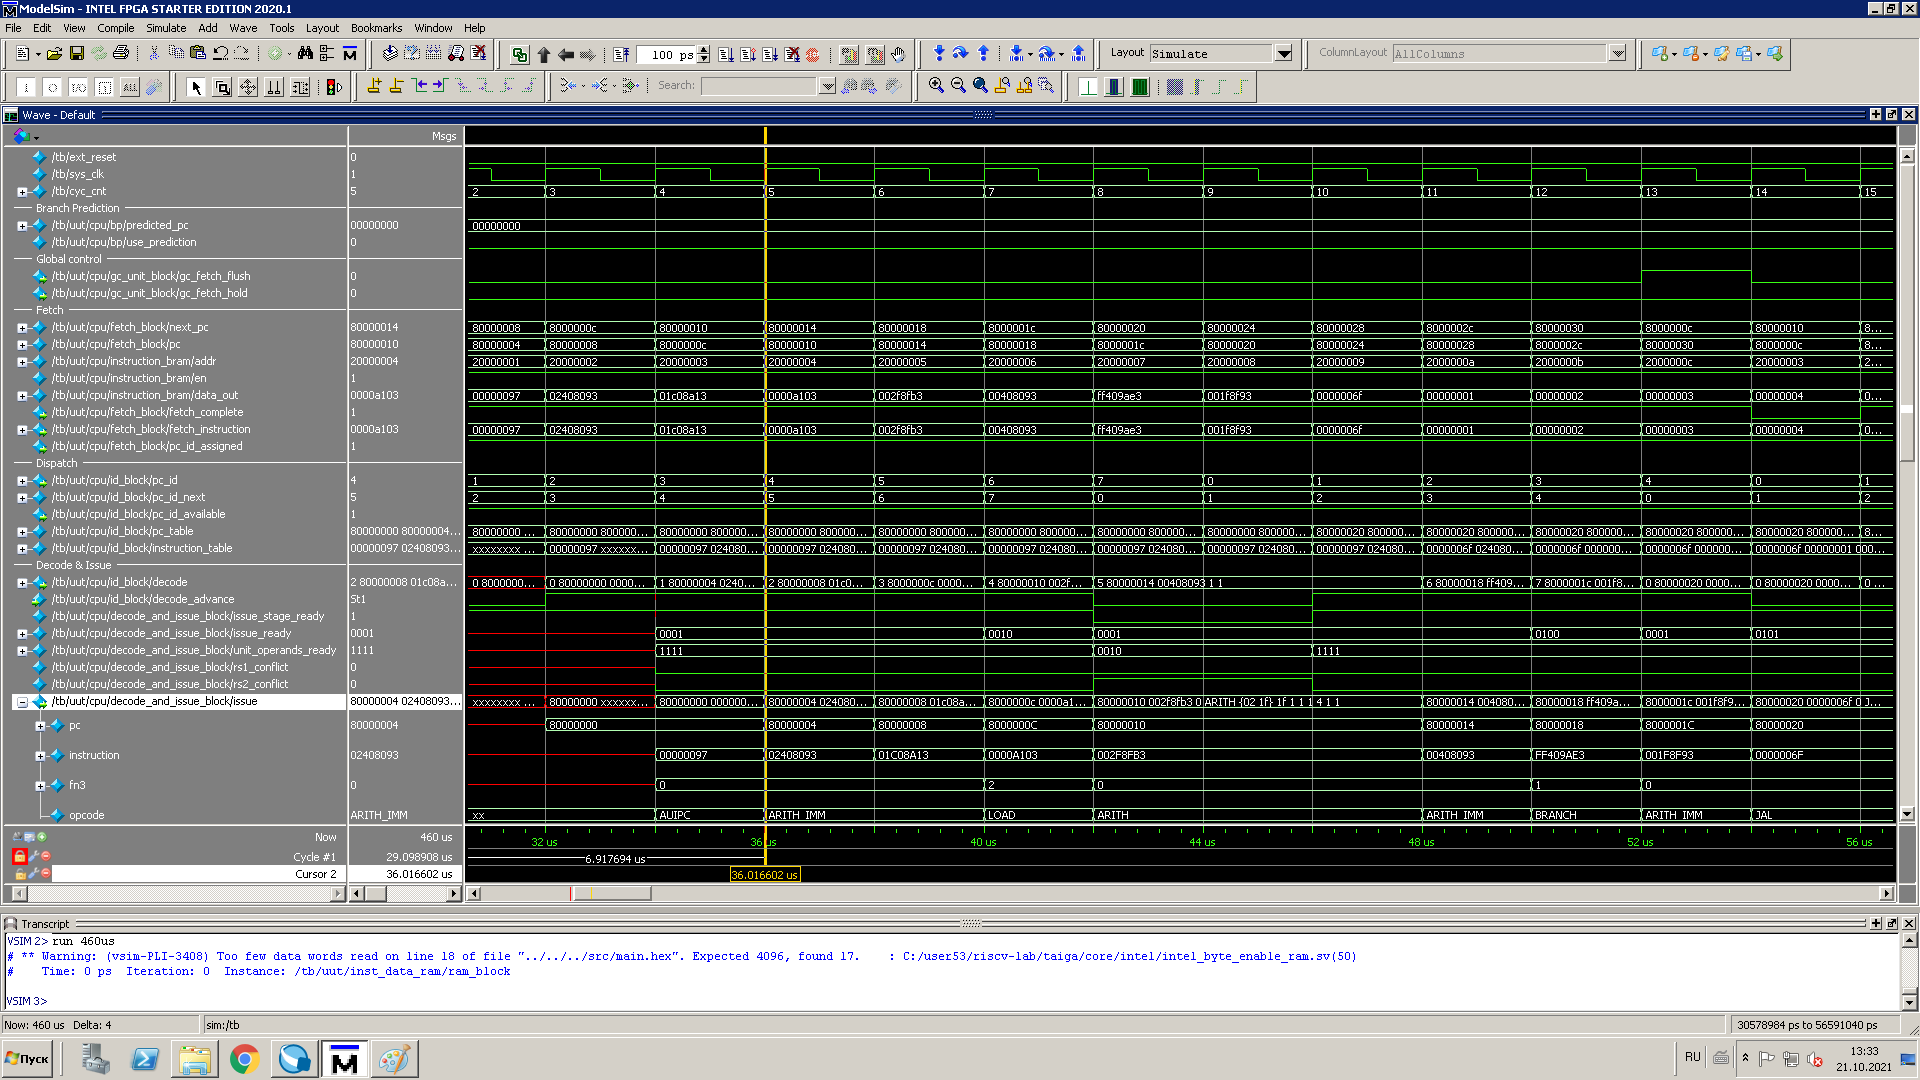 ModelSim - INTEL FPGA STARTER EDITION 2020.1
File Edit View Compile Simulate Add Wave Tools Layout Bookmarks Window Help
100 ps Layout Simulate ColumnLayout AllColumns
ALL Search:
Wave - Default
Msgs
/tb/ext_reset 0
/tb/sys_clk 1
/tb/cyc_cnt 5 2 3 4 5 6 7 8 9 10 11 12 13 14 15
Branch Prediction
/tb/uut/cpu/bp/predicted_pc 00000000 00000000
/tb/uut/cpu/bp/use_prediction 0
Global control
/tb/uut/cpu/gc_unit_block/gc_fetch_flush 0
/tb/uut/cpu/gc_unit_block/gc_fetch_hold 0
Fetch
/tb/uut/cpu/fetch_block/next_pc 80000014 80000008 8000000c 80000010 80000014 80000018 8000001c 80000020 80000024 80000028 8000002c 80000030 8000000c 80000010 8...
/tb/uut/cpu/fetch_block/pc 80000010 80000004 80000008 8000000c 80000010 80000014 80000018 8000001c 80000020 80000024 80000028 8000002c 80000030 8000000c 8...
/tb/uut/cpu/instruction_bram/addr 20000004 20000001 20000002 20000003 20000004 20000005 20000006 20000007 20000008 20000009 2000000a 2000000b 2000000c 20000003 2...
/tb/uut/cpu/instruction_bram/en 1
/tb/uut/cpu/instruction_bram/data_out 0000a103 00000097 02408093 01c08a13 0000a103 002f8fb3 00408093 ff409ae3 001f8f93 0000006f 00000001 00000002 00000003 00000004 0...
/tb/uut/cpu/fetch_block/fetch_complete 1
/tb/uut/cpu/fetch_block/fetch_instruction 0000a103 00000097 02408093 01c08a13 0000a103 002f8fb3 00408093 ff409ae3 001f8f93 0000006f 00000001 00000002 00000003 00000004 0...
/tb/uut/cpu/fetch_block/pc_id_assigned 1
Dispatch
/tb/uut/cpu/id_block/pc_id 4 1 2 3 4 5 6 7 0 1 2 3 4 0 1
/tb/uut/cpu/id_block/pc_id_next 5 2 3 4 5 6 7 0 1 2 3 4 0 1 2
/tb/uut/cpu/id_block/pc_id_available 1
/tb/uut/cpu/id_block/pc_table 80000000 80000004... 80000000 800000... 80000000 800000... 80000000 800000... 80000000 800000... 80000000 800000... 80000000 800000... 80000000 800000... 80000000 800000... 80000020 800000... 80000020 800000... 80000020 800000... 80000020 800000... 80000020 800000... 8...
/tb/uut/cpu/id_block/instruction_table 00000097 02408093... xxxxxxxx ... 00000097 xxxxxx... 00000097 024080... 00000097 024080... 00000097 024080... 00000097 024080... 00000097 024080... 00000097 024080... 00000097 024080... 0000006f 024080... 0000006f 000000... 0000006f 000000... 0000006f 00000001 000...
Decode & Issue
/tb/uut/cpu/id_block/decode 2 80000008 01c08a... 0 8000000... 0 80000000 0000... 1 80000004 0240... 2 80000008 01c0... 3 8000000c 0000... 4 80000010 002f... 5 80000014 00408093 1 1 6 80000018 ff409... 7 8000001c 001f8... 0 80000020 0000... 0 80000020 0000... 0 ...
/tb/uut/cpu/id_block/decode_advance St1
/tb/uut/cpu/decode_and_issue_block/issue_stage_ready 1
/tb/uut/cpu/decode_and_issue_block/issue_ready 0001 0001 0010 0001 0100 0001 0101
/tb/uut/cpu/decode_and_issue_block/unit_operands_ready 1111 1111 0010 1111
/tb/uut/cpu/decode_and_issue_block/rs1_conflict 0
/tb/uut/cpu/decode_and_issue_block/rs2_conflict 0
/tb/uut/cpu/decode_and_issue_block/issue 80000004 02408093... xxxxxxxx ... 80000000 xxxxxx... 80000000 000000... 80000004 024080... 80000008 01c08a... 8000000c 0000a1... 80000010 002f8fb3 0 ARITH {02 1f} 1f 1 1 1 4 1 1 80000014 004080... 80000018 ff409a... 8000001c 001f8f9... 80000020 0000006f 0 J...
pc 80000004 80000000 80000004 80000008 8000000C 80000010 80000014 80000018 8000001C 80000020
instruction 02408093 00000097 02408093 01C08A13 0000A103 002F8FB3 00408093 FF409AE3 001F8F93 0000006F
fn3 0 0 2 0 1 0
opcode ARITH_IMM xx AUIPC ARITH_IMM LOAD ARITH ARITH_IMM BRANCH ARITH_IMM JAL
Now 460 us 32 us 36 us 40 us 44 us 48 us 52 us 56 us
Cycle #1 29.098908 us 6.917694 us
Cursor 2 36.016602 us 36.016602 us
Transcript
VSIM 2> run 460us
# ** Warning: (vsim-PLI-3408) Too few data words read on line 18 of file "../../../src/main.hex". Expected 4096, found 17. : C:/user53/riscv-lab/taiga/core/intel/intel_byte_enable_ram.sv(50)
# Time: 0 ps Iteration: 0 Instance: /tb/uut/inst_data_ram/ram_block
VSIM 3>
Now: 460 us Delta: 4 sim:/tb 30578984 ps to 56591040 ps
Пуск RU 13:33
21.10.2021